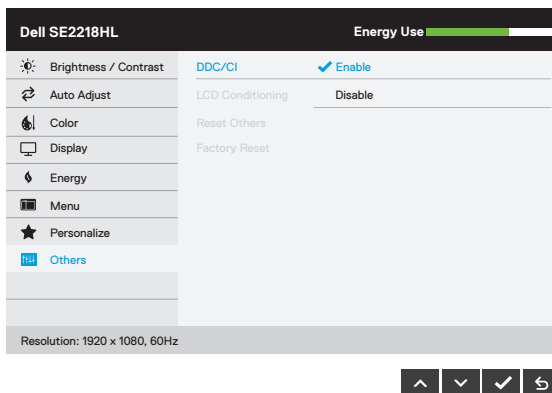 Dell SE2218HL
Energy Use
Brightness / Contrast
DDC/CI
Enable
Auto Adjust
LCD Conditioning
Disable
Color
Reset Others
Display
Factory Reset
Energy
Menu
Personalize
Others
Resolution: 1920 x 1080, 60Hz